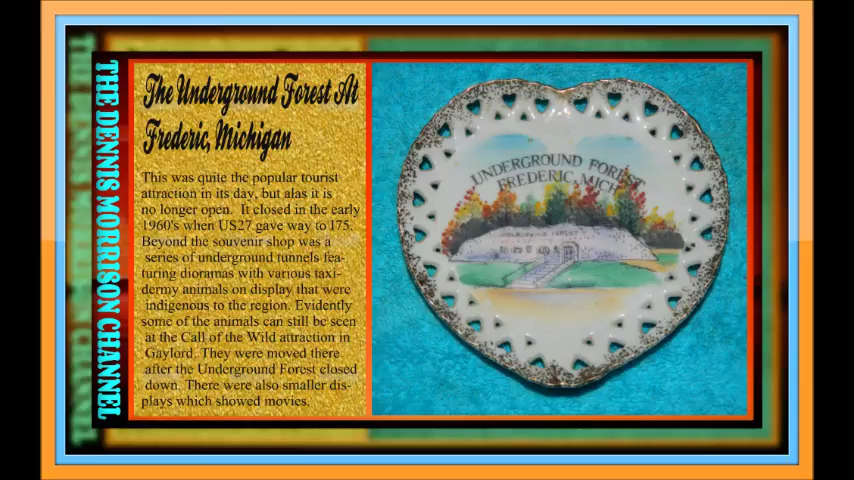 THE DENNIS MORRISON CHANNEL
The Underground Forest At
Frederic, Michigan
This was quite the popular tourist
attraction in its day, but alas it is
no longer open. It closed in the early
1960's when US27 gave way to I75.
Beyond the souvenir shop was a
series of underground tunnels fea-
turing dioramas with various taxi-
dermy animals on display that were
indigenous to the region. Evidently
some of the animals can still be seen
at the Call of the Wild attraction in
Gaylord. They were moved there
after the Underground Forest closed
down. There were also smaller dis-
plays which showed movies.
UNDERGROUND FOREST
FREDERIC, MICH
UNDERGROUND FOREST